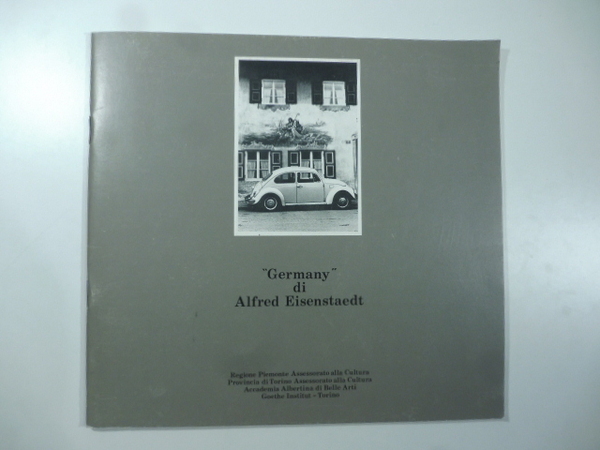 "Germany"
di
Alfred Eisenstaedt
Regione Piemonte Assessorato alla Cultura
Provincia di Torino Assessorato alla Cultura
Accademia Albertina di Belle Arti
Goethe Institut - Torino